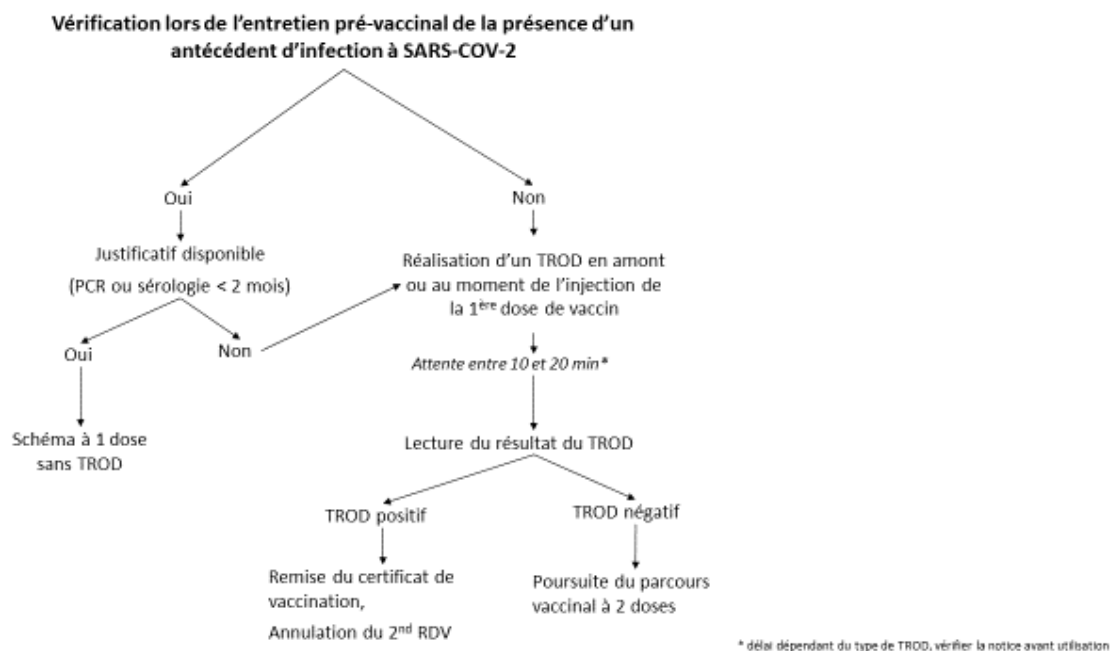 Vérification lors de l'entretien pré-vaccinal de la présence d'un
antécédent d'infection à SARS-COV-2
Oui
Non
Justificatif disponible
(PCR ou sérologie < 2 mois)
Réalisation d'un TROD en amont
ou au moment de l'injection de
la 1ère dose de vaccin
Oui
Non
Attente entre 10 et 20 min*
Schéma à 1 dose
sans TROD
Lecture du résultat du TROD
TROD positif
TROD négatif
Remise du certificat de
vaccination,
Annulation du 2nd RDV
Poursuite du parcours
vaccinal à 2 doses
* délai dépendant du type de TROD, vérifier la notice avant utilisation